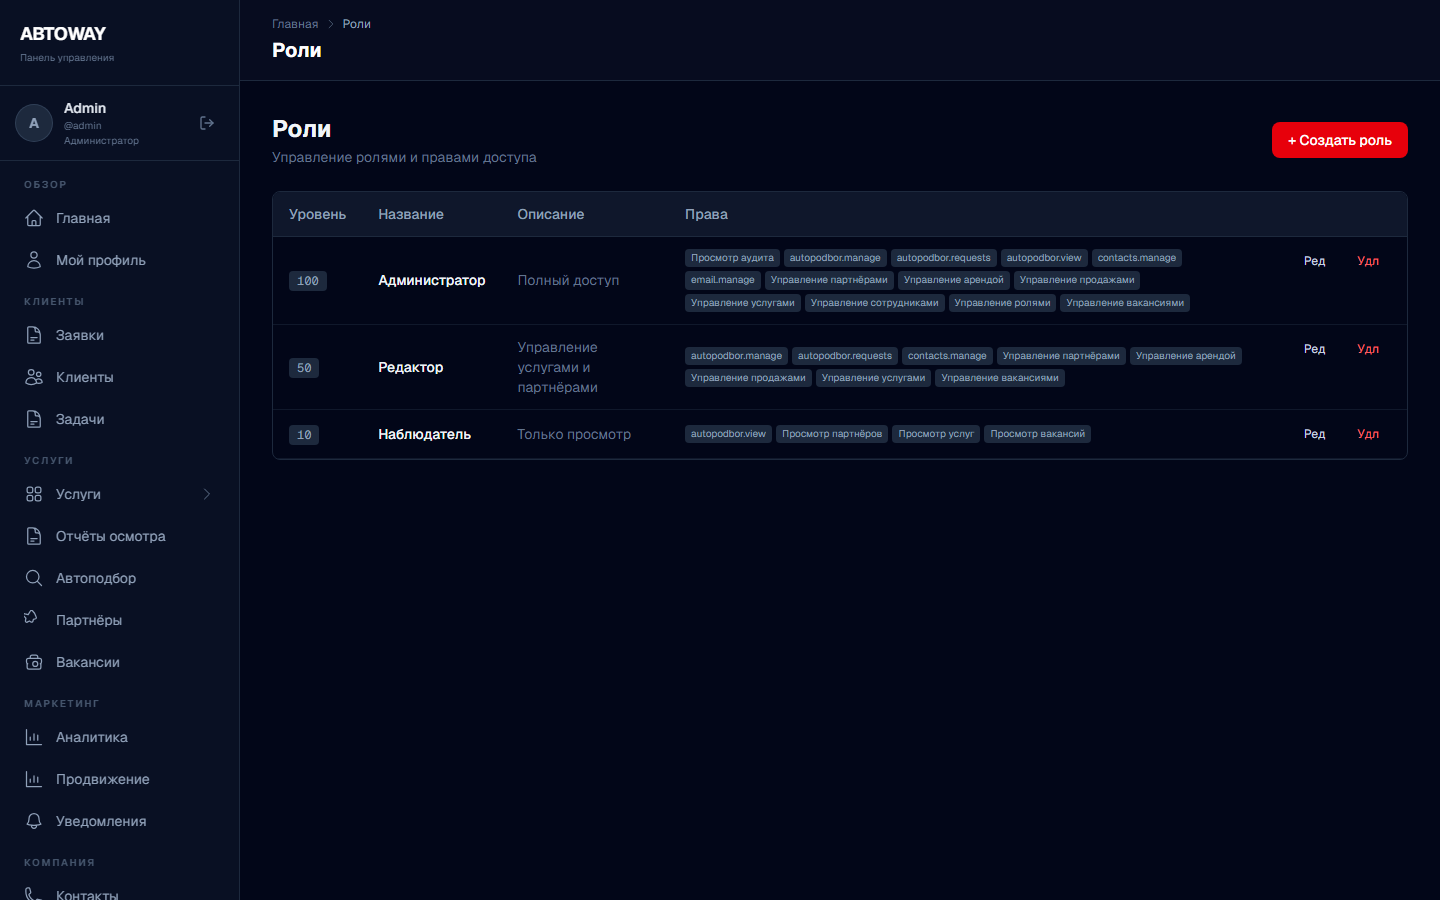 АВТОWAY
Панель управления
A
Admin
@admin
Администратор
ОБЗОР
Главная
Мой профиль
КЛИЕНТЫ
Заявки
Клиенты
Задачи
УСЛУГИ
Услуги
Отчёты осмотра
Автоподбор
Партнёры
Вакансии
МАРКЕТИНГ
Аналитика
Продвижение
Уведомления
КОМПАНИЯ
Контакты
Главная Роли
Роли
Роли
Управление ролями и правами доступа
+ Создать роль
Уровень Название Описание Права
100 Администратор Полный доступ
Просмотр аудита autopodbor.manage autopodbor.requests autopodbor.view contacts.manage
email.manage Управление партнёрами Управление арендой Управление продажами
Управление услугами Управление сотрудниками Управление ролями Управление вакансиями
Ред Удл
50 Редактор
Управление
услугами и
партнёрами
autopodbor.manage autopodbor.requests contacts.manage Управление партнёрами Управление арендой
Управление продажами Управление услугами Управление вакансиями
Ред Удл
10 Наблюдатель Только просмотр autopodbor.view Просмотр партнёров Просмотр услуг Просмотр вакансий Ред Удл